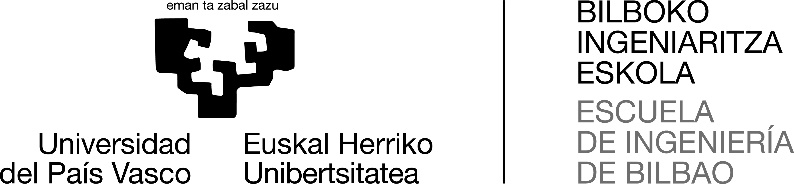 eman ta zabal zazu
Universidad
del País Vasco
Euskal Herriko
Unibertsitatea
BILBOKO
INGENIARITZA
ESKOLA
ESCUELA
DE INGENIERÍA
DE BILBAO